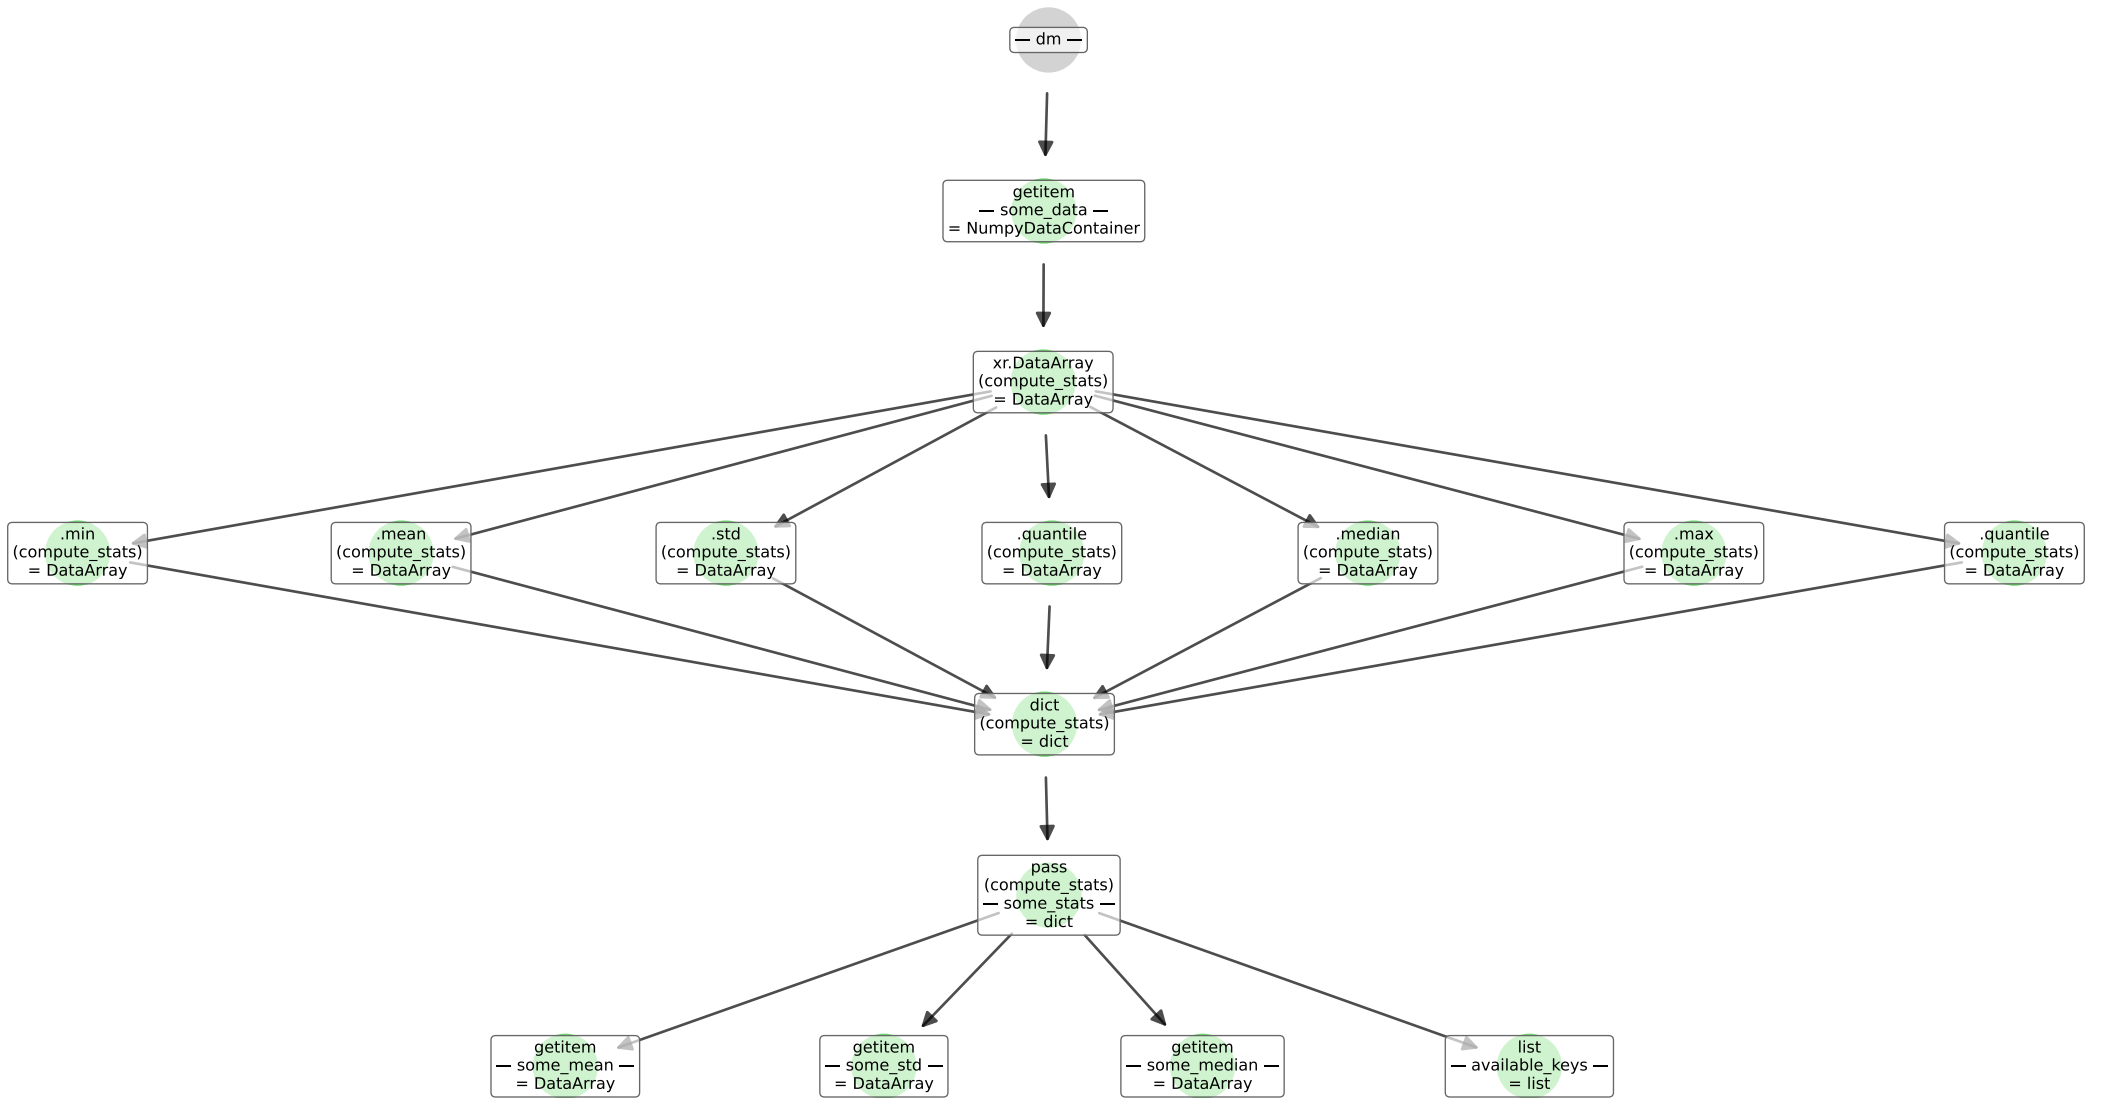 — dm —
getitem
— some_data —
= NumpyDataContainer
xr.DataArray
(compute_stats)
= DataArray
.min
(compute_stats)
= DataArray
.mean
(compute_stats)
= DataArray
.std
(compute_stats)
= DataArray
.quantile
(compute_stats)
= DataArray
.median
(compute_stats)
= DataArray
.max
(compute_stats)
= DataArray
.quantile
(compute_stats)
= DataArray
dict
(compute_stats)
= dict
pass
(compute_stats)
— some_stats —
= dict
getitem
— some_mean —
= DataArray
getitem
— some_std —
= DataArray
getitem
— some_median —
= DataArray
list
— available_keys —
= list